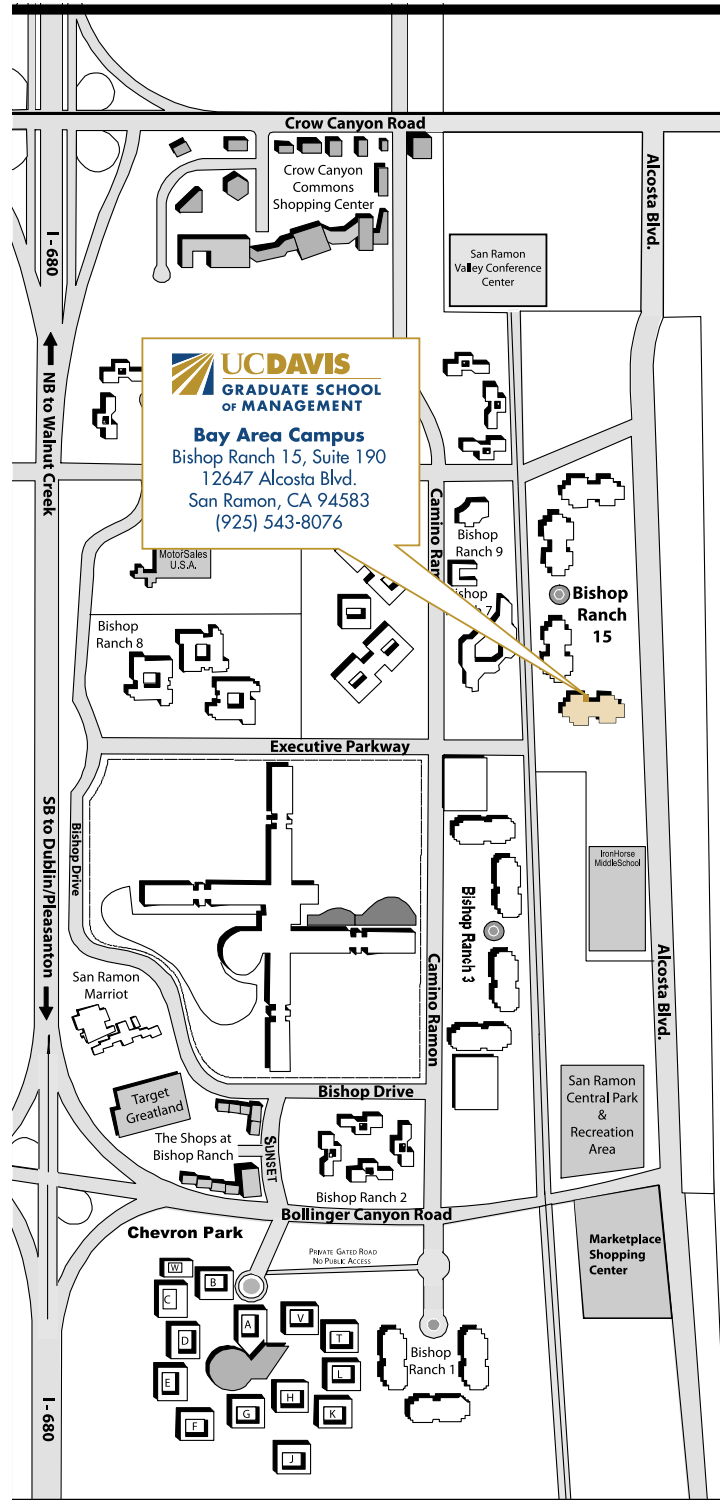 Crow Canyon Road
Crow Canyon
Commons
Shopping Center
Alcosta Blvd.
I - 680
San Ramon
Valley Conference
Center
NB to Walnut Creek
UCDAVIS
GRADUATE SCHOOL
OF MANAGEMENT
Bay Area Campus
Bishop Ranch 15, Suite 190
12647 Alcosta Blvd.
San Ramon, CA 94583
(925) 543-8076
Camino
Bishop
Ranch 9
MotorSales
U.S.A.
Bishop
Ranch
15
Bishop
Ranch 8
Executive Parkway
SB to Dublin/Pleasanton
Bishop Drive
IronHorse
MiddleSchool
Bishop Ranch 3
Camino Ramon
Alcosta Blvd.
San Ramon
Marriot
Bishop Drive
Target
Greatland
San Ramon
Central Park
&
Recreation
Area
The Shops at
Bishop Ranch
SUNSET
Bishop Ranch 2
Bollinger Canyon Road
Chevron Park
Marketplace
Shopping
Center
PRIVATE GATED ROAD
NO PUBLIC ACCESS
W
B
C
A
V
D
T
Bishop
Ranch 1
E
L
H
G
K
F
J
I - 680